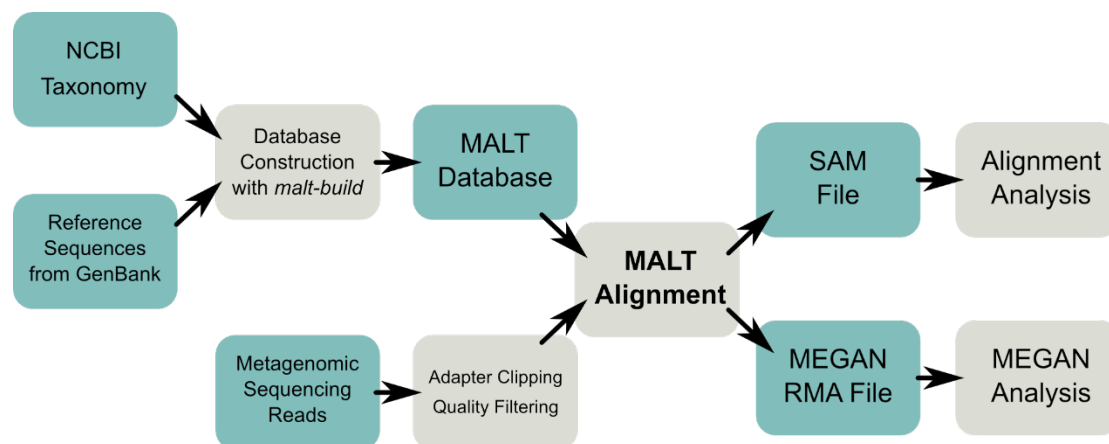 NCBI
Taxonomy
Reference
Sequences
from GenBank
Database
Construction
with malt-build
MALT
Database
Metagenomic
Sequencing
Reads
Adapter Clipping
Quality Filtering
MALT
Alignment
SAM
File
Alignment
Analysis
MEGAN
RMA File
MEGAN
Analysis